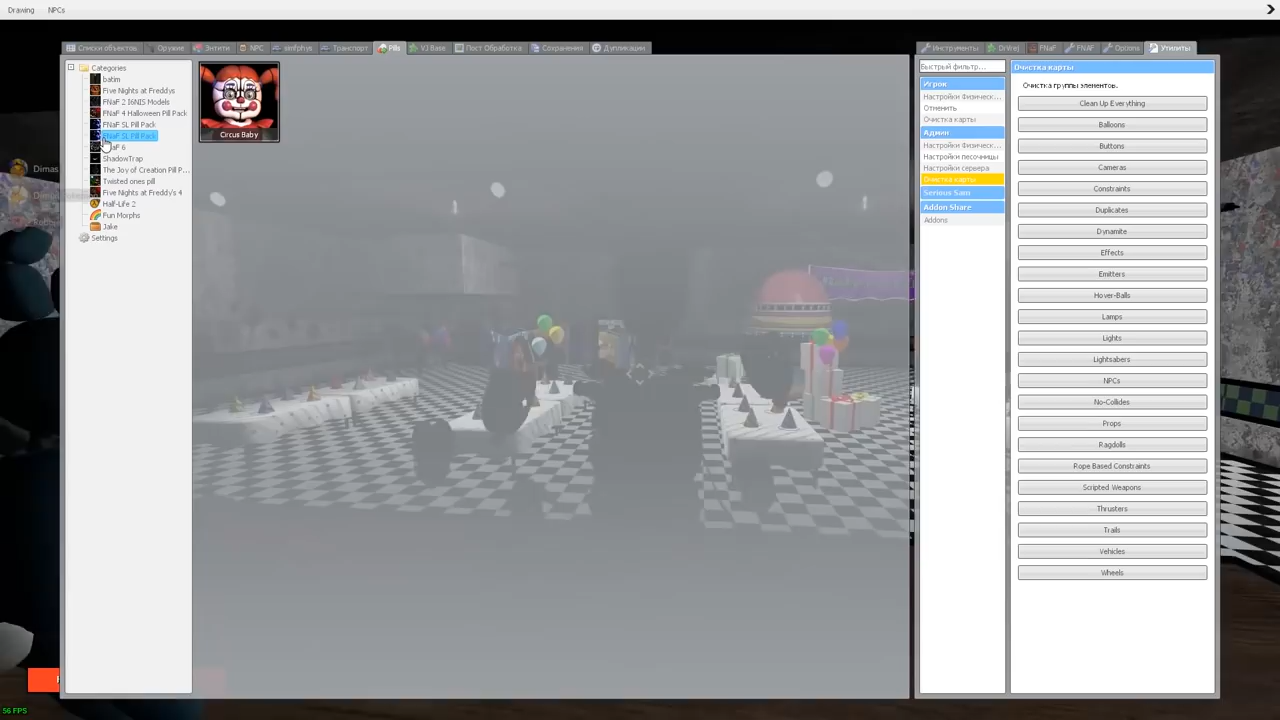 Drawing NPCs
Списки объектов Оружие Энтити NPC simfphys Транспорт Pills VJ Base Пост Обработка Сохранения Дупликации
Инструменты DrVrej FNaF FNAF Options Утилиты
Categories
batim
Five Nights at Freddys
FNaF 2 I6NIS Models
FNaF 4 Halloween Pill Pack
FNaF SL Pill Pack
FNaF SL Pill Pack
FNaF 6
ShadowTrap
The Joy of Creation Pill P...
Twisted ones pill
Five Nights at Freddy's 4
Half-Life 2
Fun Morphs
Jake
Settings
Circus Baby
Быстрый фильтр...
Игрок
Настройки Физическ...
Отменить
Очистка карты
Админ
Настройки Физическ...
Настройки песочницы
Настройки сервера
Очистка карты
Serious Sam
Addon Share
Addons
Очистка карты
Очистка группы элементов.
Clean Up Everything
Balloons
Buttons
Cameras
Constraints
Duplicates
Dynamite
Effects
Emitters
Hover-Balls
Lamps
Lights
Lightsabers
NPCs
No-Collides
Props
Ragdolls
Rope Based Constraints
Scripted Weapons
Thrusters
Trails
Vehicles
Wheels
Dimas
56 FPS